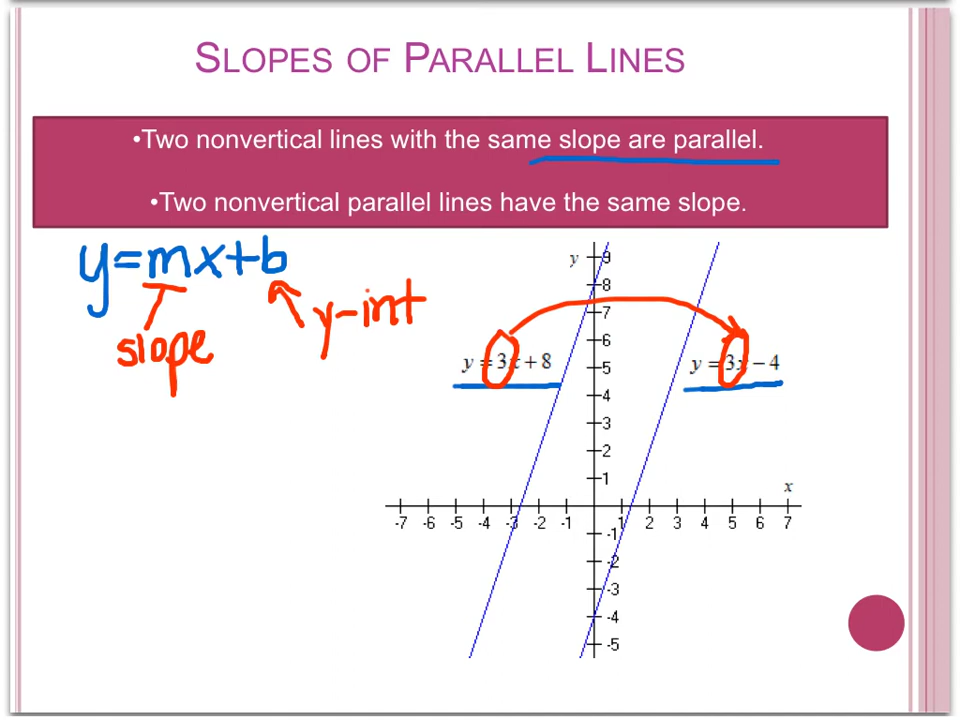 SLOPES OF PARALLEL LINES
•Two nonvertical lines with the same slope are parallel.
•Two nonvertical parallel lines have the same slope.
y=mx+b
slope
y-int
y = 3x + 8
y = 3x − 4
y
9
8
7
6
5
4
3
2
1
x
-7 -6 -5 -4 -3 -2 -1 1 2 3 4 5 6 7
-1
-2
-3
-4
-5